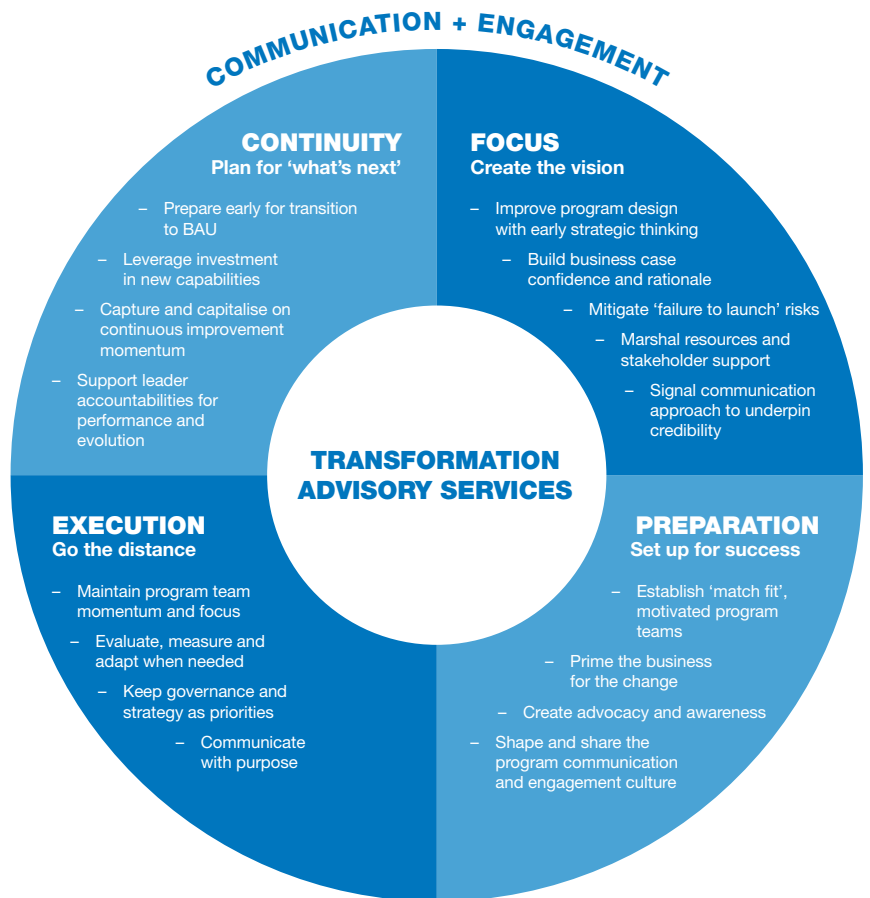 COMMUNICATION + ENGAGEMENT
CONTINUITY
Plan for ‘what’s next’
– Prepare early for transition
to BAU
– Leverage investment
in new capabilities
– Capture and capitalise on
continuous improvement
momentum
– Support leader
accountabilities for
performance and
evolution
FOCUS
Create the vision
– Improve program design
with early strategic thinking
– Build business case
confidence and rationale
– Mitigate ‘failure to launch’ risks
– Marshal resources and
stakeholder support
– Signal communication
approach to underpin
credibility
TRANSFORMATION
ADVISORY SERVICES
EXECUTION
Go the distance
– Maintain program team
momentum and focus
– Evaluate, measure and
adapt when needed
– Keep governance and
strategy as priorities
– Communicate
with purpose
PREPARATION
Set up for success
– Establish ‘match fit’,
motivated program
teams
– Prime the business
for the change
– Create advocacy and awareness
– Shape and share the
program communication
and engagement culture